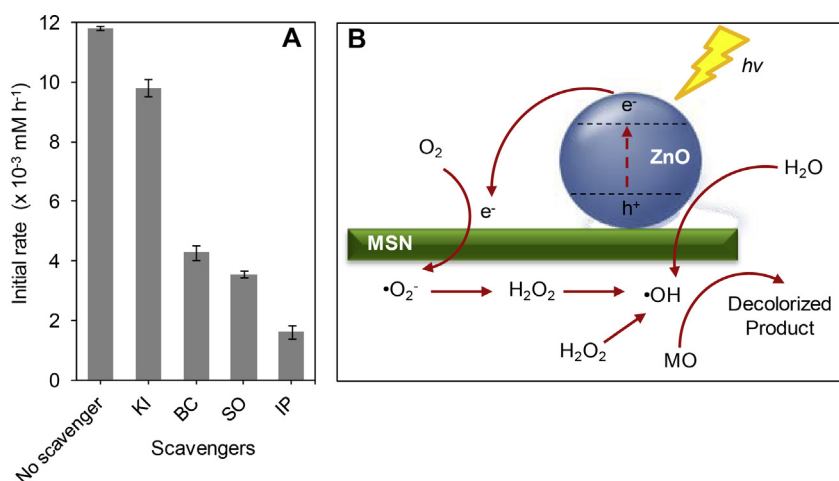 A
12
10
8
6
4
2
0
Initial rate (x 10⁻³ mM h⁻¹)
No scavenger
KI
BC
SO
IP
Scavengers
B
hv
e⁻
ZnO
O₂
H₂O
e⁻
h⁺
MSN
•O₂⁻
H₂O₂
•OH
Decolorized
Product
H₂O₂
MO